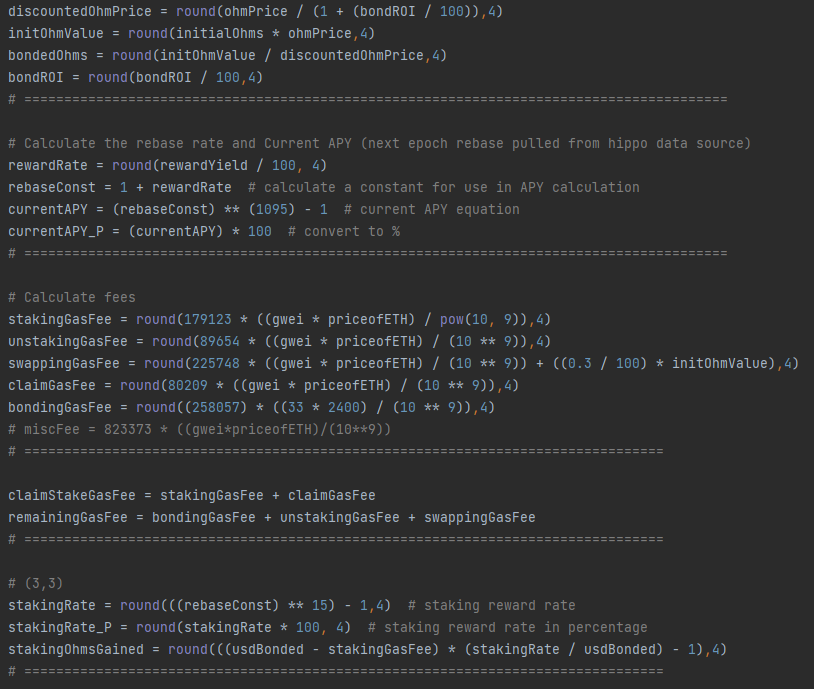 discountedOhmPrice = round(ohmPrice / (1 + (bondROI / 100)),4)
initOhmValue = round(initialOhms * ohmPrice,4)
bondedOhms = round(initOhmValue / discountedOhmPrice,4)
bondROI = round(bondROI / 100,4)
# ========================================================================================
# Calculate the rebase rate and Current APY (next epoch rebase pulled from hippo data source)
rewardRate = round(rewardYield / 100, 4)
rebaseConst = 1 + rewardRate  # calculate a constant for use in APY calculation
currentAPY = (rebaseConst) ** (1095) - 1  # current APY equation
currentAPY_P = (currentAPY) * 100  # convert to %
# ========================================================================================
# Calculate fees
stakingGasFee = round(179123 * ((gwei * priceofETH) / pow(10, 9)),4)
unstakingGasFee = round(89654 * ((gwei * priceofETH) / (10 ** 9)),4)
swappingGasFee = round(225748 * ((gwei * priceofETH) / (10 ** 9)) + ((0.3 / 100) * initOhmValue),4)
claimGasFee = round(80209 * ((gwei * priceofETH) / (10 ** 9)),4)
bondingGasFee = round((258057) * ((33 * 2400) / (10 ** 9)),4)
# miscFee = 823373 * ((gwei*priceofETH)/(10**9))
# ================================================================================
claimStakeGasFee = stakingGasFee + claimGasFee
remainingGasFee = bondingGasFee + unstakingGasFee + swappingGasFee
# ================================================================================
# (3,3)
stakingRate = round(((rebaseConst) ** 15) - 1,4)  # staking reward rate
stakingRate_P = round(stakingRate * 100, 4)  # staking reward rate in percentage
stakingOhmsGained = round(((usdBonded - stakingGasFee) * (stakingRate / usdBonded) - 1),4)
# ================================================================================